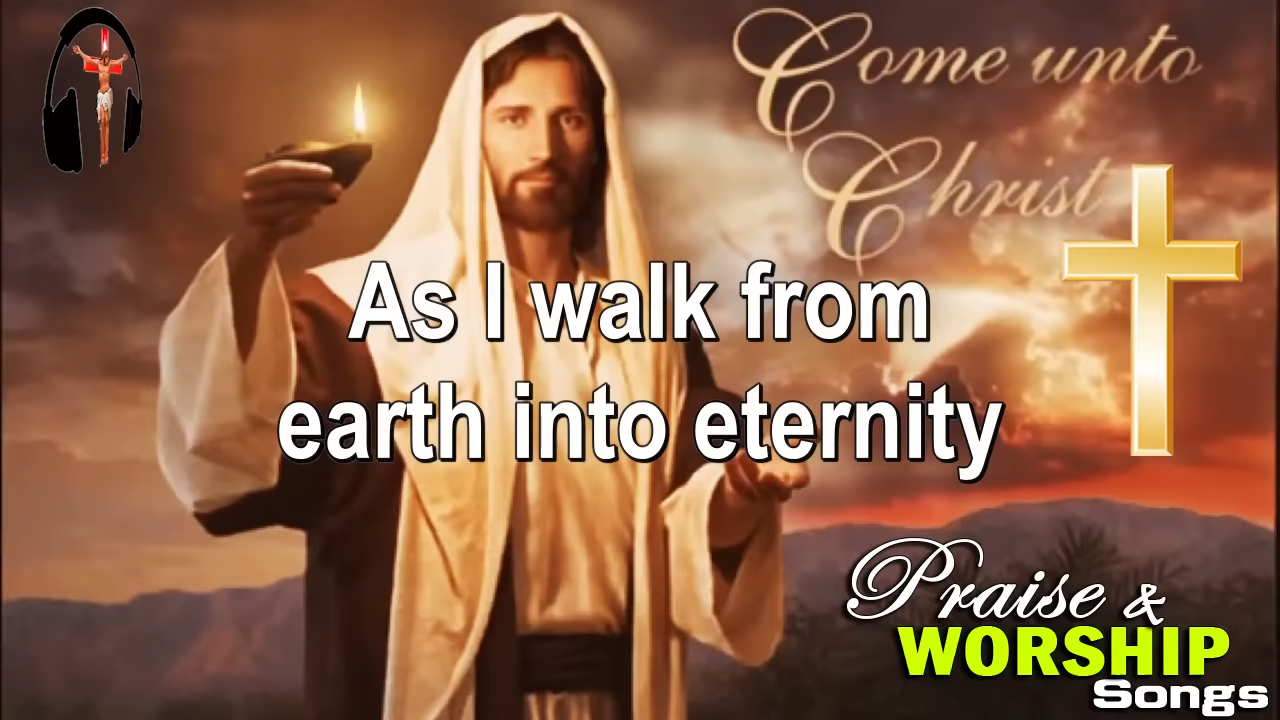 Come unto
Christ
As I walk from
earth into eternity
Praise &
WORSHIP
Songs